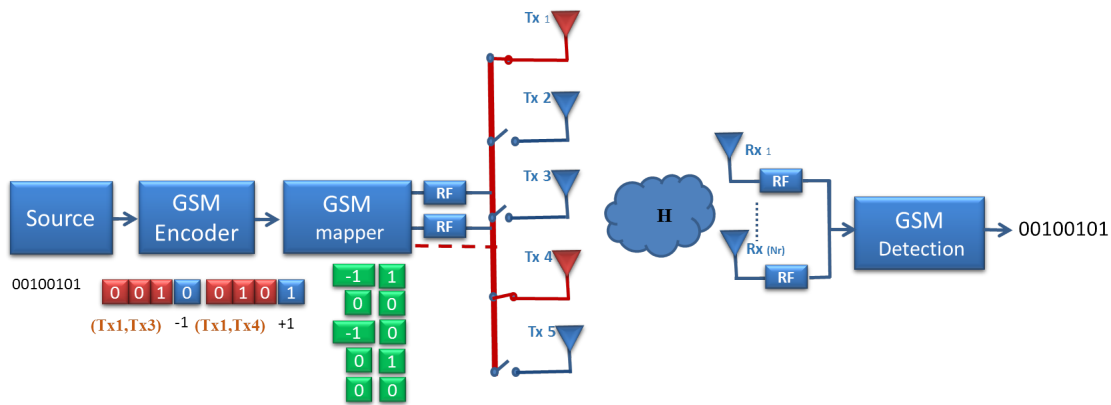 Tx 1
Tx 2
Tx 3
Tx 4
Tx 5
Source
GSM
Encoder
GSM
mapper
RF
RF
H
Rx 1
RF
Rx (Nr)
RF
GSM
Detection
00100101
00100101
0 0 1 0 0 0 1 0 1
(Tx1,Tx3) -1 (Tx1,Tx4) +1
-1 1
0 0
-1 0
0 1
0 0